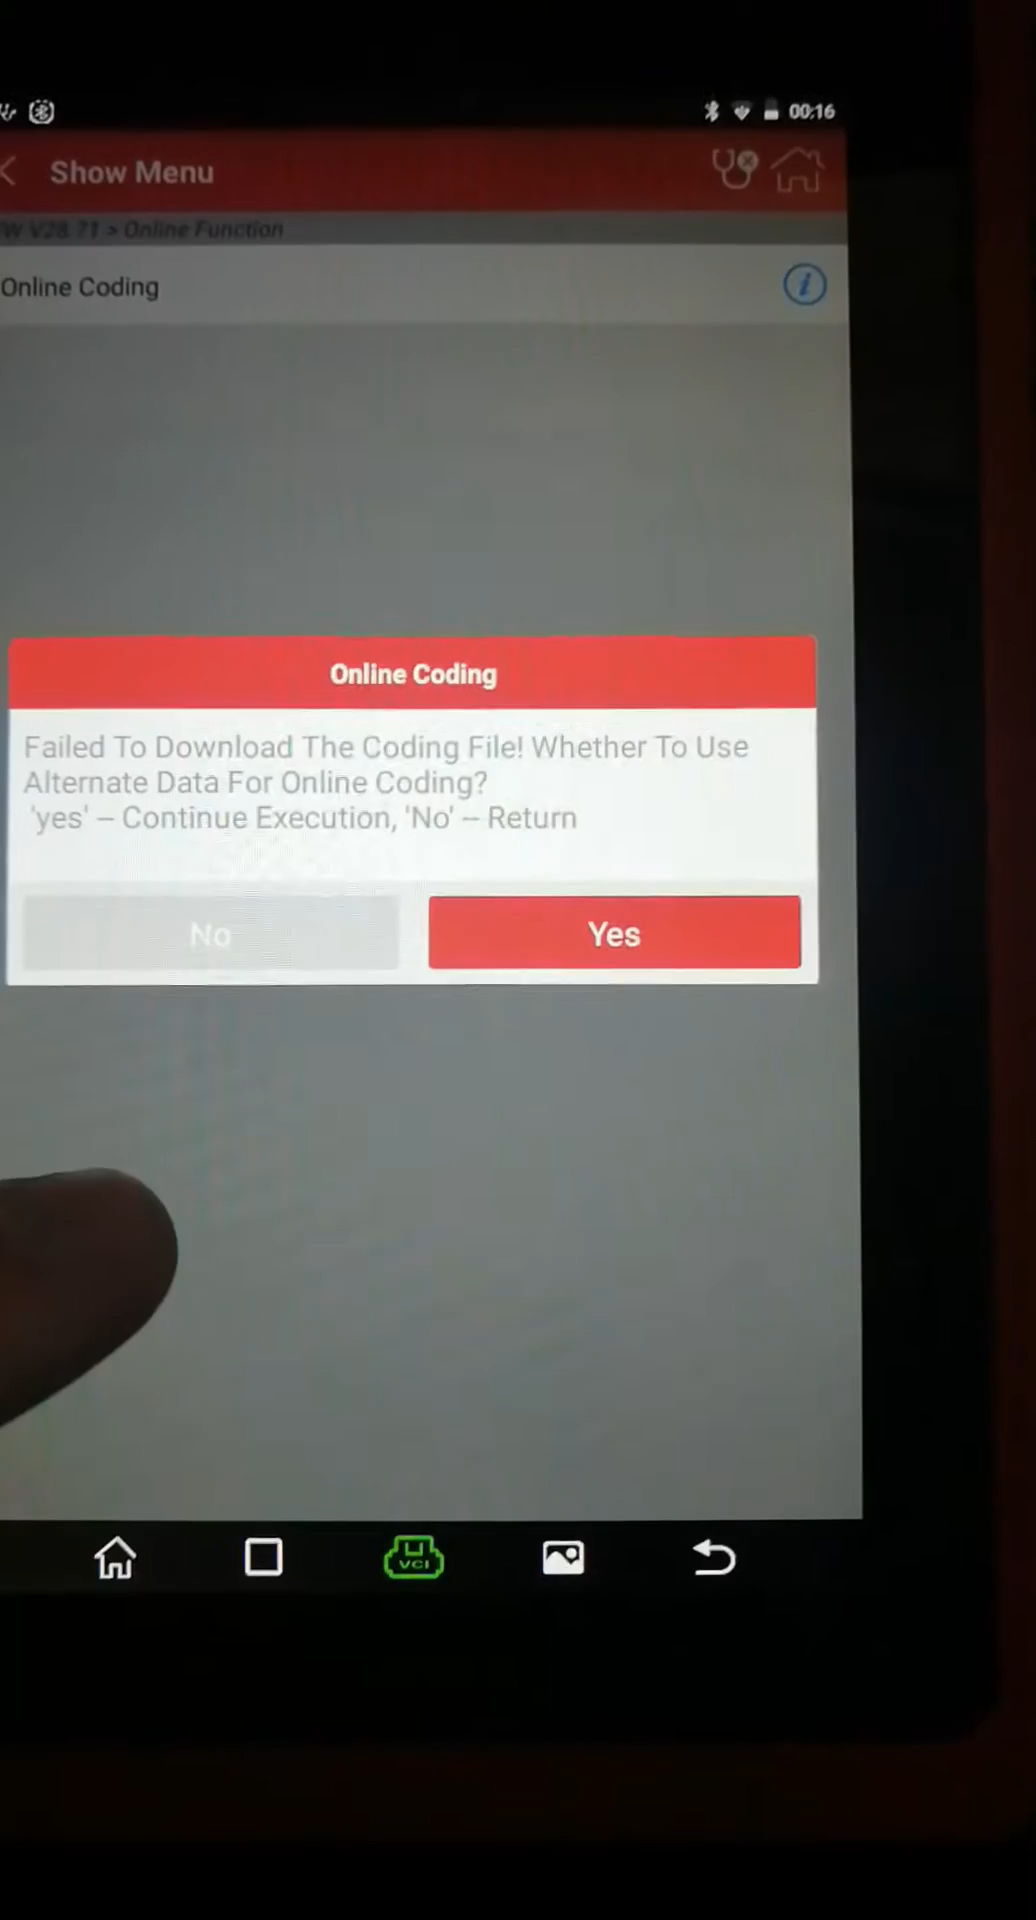 00:16
Show Menu
W V28.71 > Online Function
Online Coding
Online Coding
Failed To Download The Coding File! Whether To Use
Alternate Data For Online Coding?
'yes' – Continue Execution, 'No' – Return
No
Yes
VCI